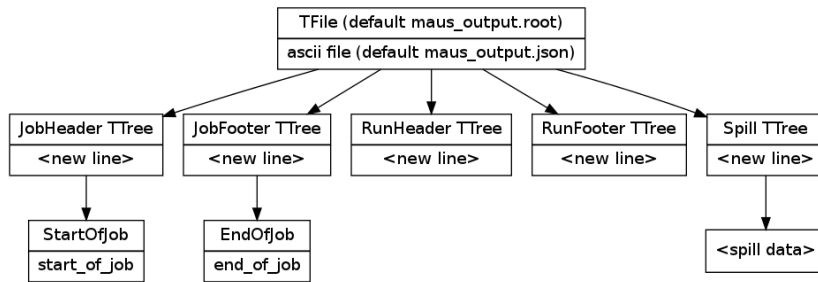 TFile (default maus_output.root)
ascii file (default maus_output.json)
JobHeader TTree
<new line>
JobFooter TTree
<new line>
RunHeader TTree
<new line>
RunFooter TTree
<new line>
Spill TTree
<new line>
StartOfJob
start_of_job
EndOfJob
end_of_job
<spill data>